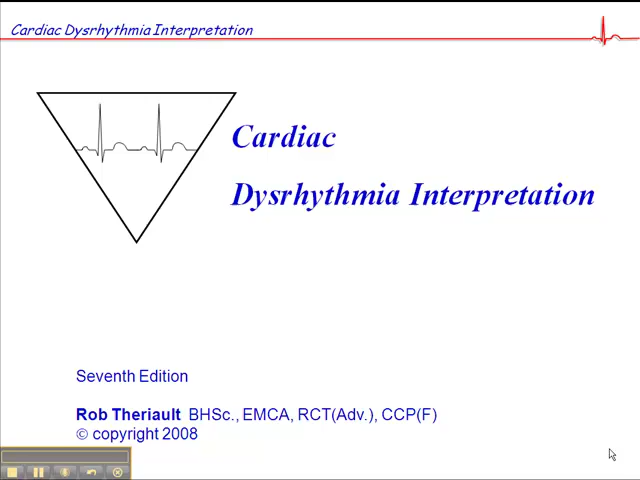 Cardiac Dysrhythmia Interpretation
Cardiac
Dysrhythmia Interpretation
Seventh Edition
Rob Theriault BHSc., EMCA, RCT(Adv.), CCP(F)
© copyright 2008